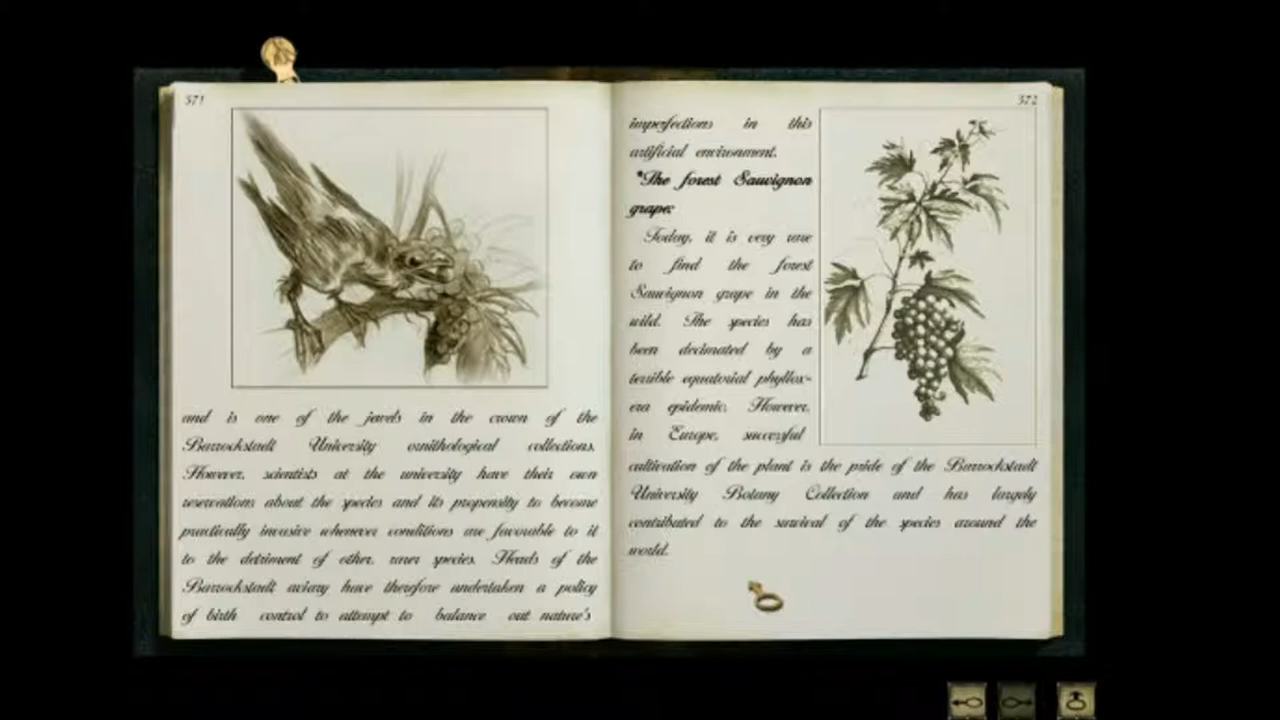 371
and is one of the jewels in the crown of the
Barrockstadt University ornithological collections.
However, scientists at the university have their own
reservations about the species and its propensity to become
practically invasive whenever conditions are favorable to it
to the detriment of other, rarer species. Heads of the
Barrockstadt aviary have therefore undertaken a policy
of birth control to attempt to balance out nature's
372
imperfections in this
artificial environment.
*The forest Sauvignon
grape:
Today, it is very rare
to find the forest
Sauvignon grape in the
wild. The species has
been decimated by a
terrible equatorial phyllox-
era epidemic. However,
in Europe, successful
cultivation of the plant is the pride of the Barrockstadt
University Botany Collection and has largely
contributed to the survival of the species around the
world.